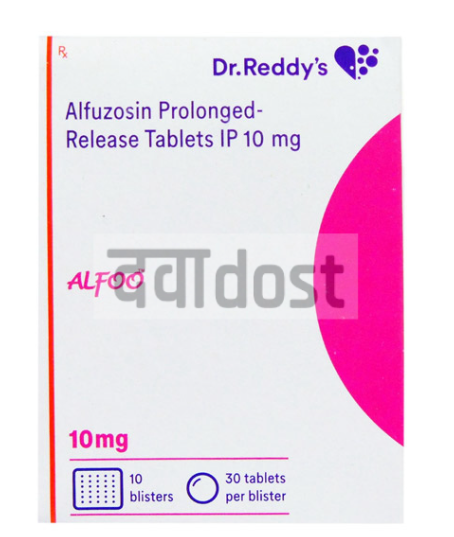 Rx
Dr.Reddy's
Alfuzosin Prolonged-
Release Tablets IP 10 mg
ALFOO
दवाdost
10mg
10
blisters
30 tablets
per blister